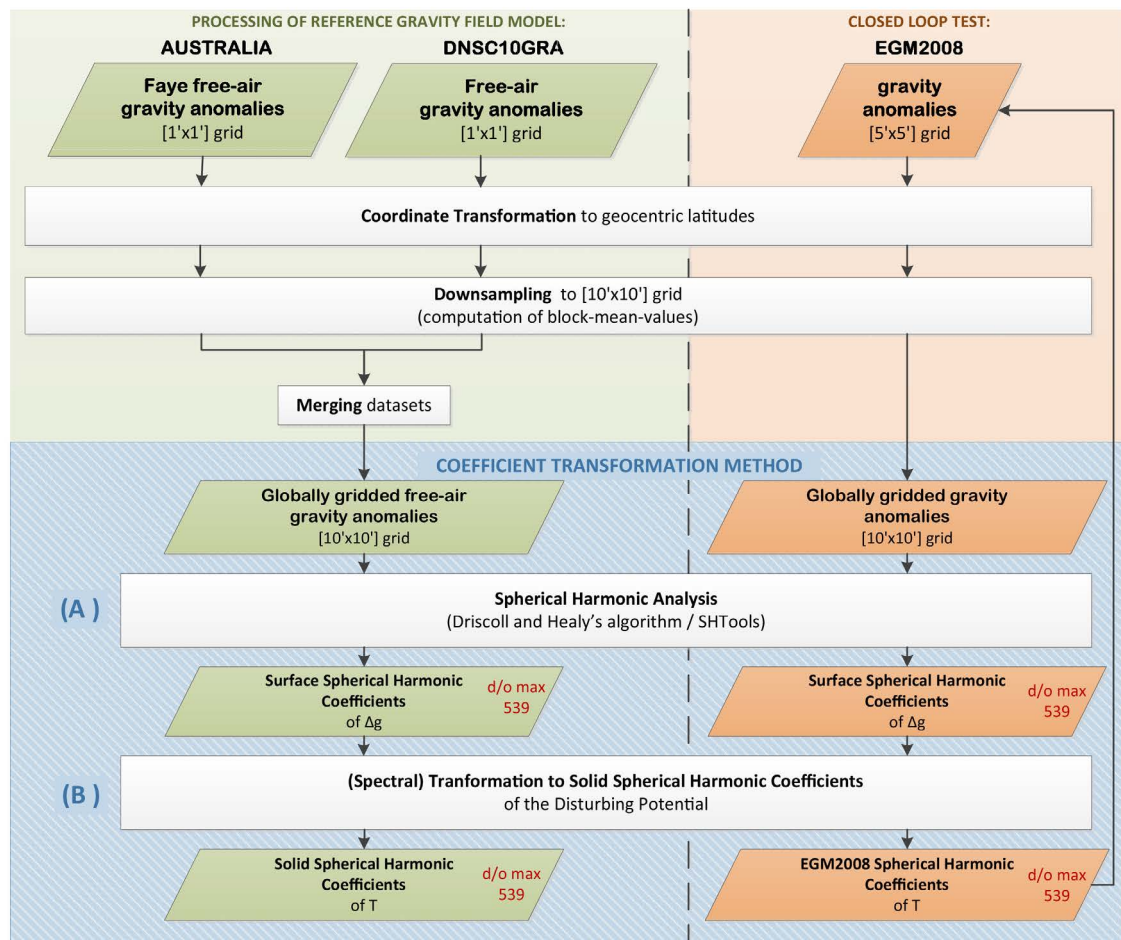 PROCESSING OF REFERENCE GRAVITY FIELD MODEL:
AUSTRALIA
DNSC10GRA
CLOSED LOOP TEST:
EGM2008
Faye free-air
gravity anomalies
[1'x1'] grid
Free-air
gravity anomalies
[1'x1'] grid
gravity
anomalies
[5'x5'] grid
Coordinate Transformation to geocentric latitudes
Downsampling to [10'x10'] grid
(computation of block-mean-values)
Merging datasets
COEFFICIENT TRANSFORMATION METHOD
Globally gridded free-air
gravity anomalies
[10'x10'] grid
Globally gridded gravity
anomalies
[10'x10'] grid
(A )
Spherical Harmonic Analysis
(Driscoll and Healy's algorithm / SHTools)
Surface Spherical Harmonic
Coefficients
of Δg
d/o max
539
Surface Spherical Harmonic
Coefficients
of Δg
d/o max
539
(B )
(Spectral) Tranformation to Solid Spherical Harmonic Coefficients
of the Disturbing Potential
Solid Spherical Harmonic
Coefficients
of T
d/o max
539
EGM2008 Spherical Harmonic
Coefficients
of T
d/o max
539